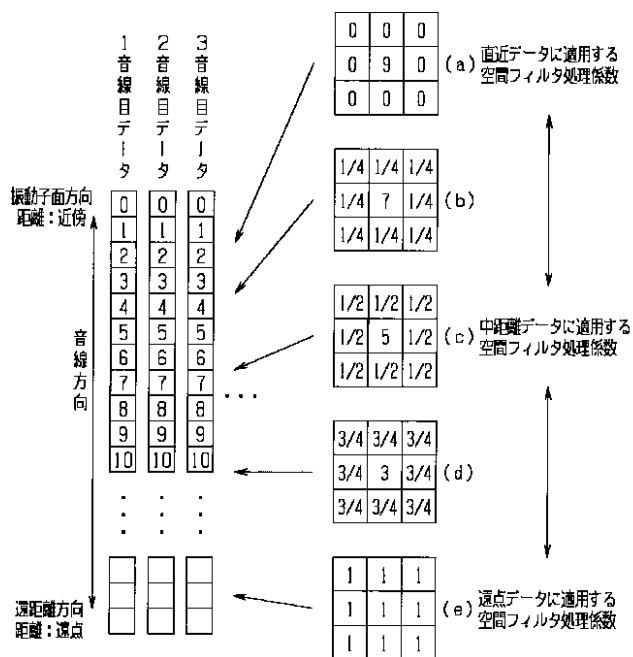 1音線目データ
2音線目データ
3音線目データ
振動子面方向
距離：近傍
0 0 0
1 1 1
2 2 2
3 3 3
4 4 4
5 5 5
6 6 6
7 7 7
8 8 8
9 9 9
10 10 10
...
音線方向
遠距離方向
距離：遠点
0 0 0
0 9 0
0 0 0
(a)
直近データに適用する
空間フィルタ処理係数
1/4 1/4 1/4
1/4 7 1/4
1/4 1/4 1/4
(b)
1/2 1/2 1/2
1/2 5 1/2
1/2 1/2 1/2
(c)
中距離データに適用する
空間フィルタ処理係数
3/4 3/4 3/4
3/4 3 3/4
3/4 3/4 3/4
(d)
1 1 1
1 1 1
1 1 1
(e)
遠点データに適用する
空間フィルタ処理係数